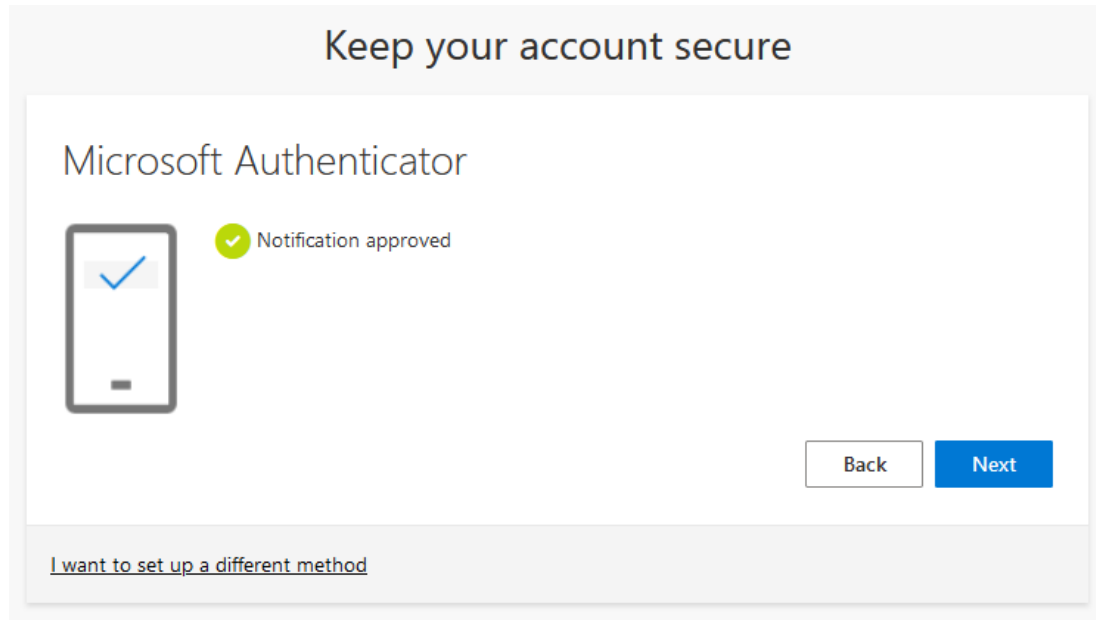 Keep your account secure
Microsoft Authenticator
Notification approved
Back
Next
I want to set up a different method